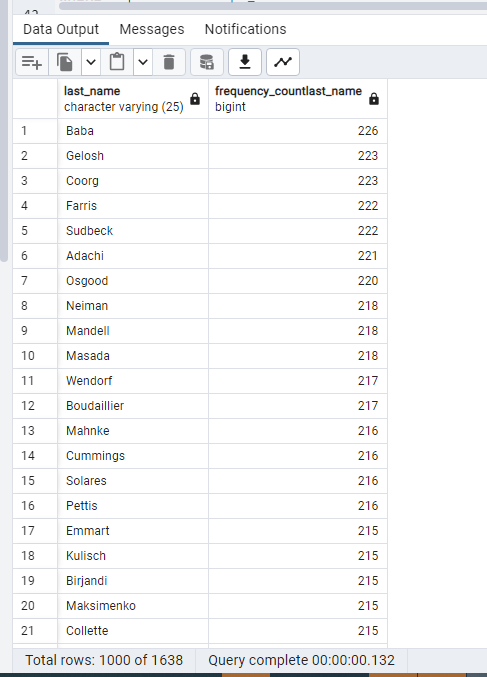 42
Data Output Messages Notifications
last_name frequency_countlast_name
character varying (25) bigint
1 Baba 226
2 Gelosh 223
3 Coorg 223
4 Farris 222
5 Sudbeck 222
6 Adachi 221
7 Osgood 220
8 Neiman 218
9 Mandell 218
10 Masada 218
11 Wendorf 217
12 Boudaillier 217
13 Mahnke 216
14 Cummings 216
15 Solares 216
16 Pettis 216
17 Emmart 215
18 Kulisch 215
19 Birjandi 215
20 Maksimenko 215
21 Collette 215
Total rows: 1000 of 1638 Query complete 00:00:00.132